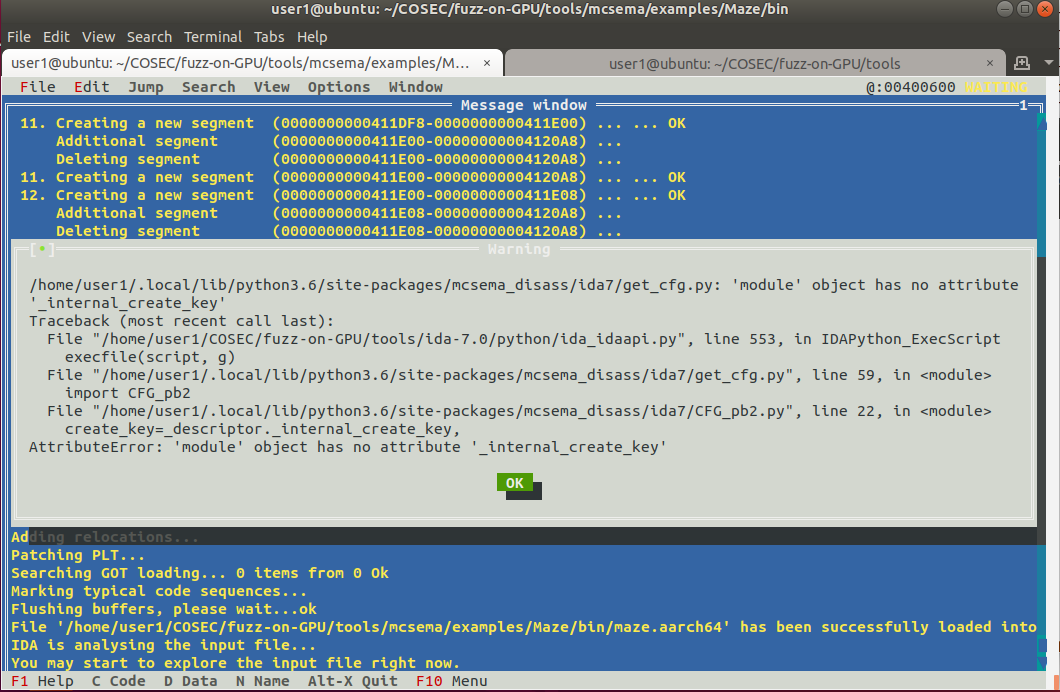 user1@ubuntu: ~/COSEC/fuzz-on-GPU/tools/mcsema/examples/Maze/bin
File Edit View Search Terminal Tabs Help
user1@ubuntu: ~/COSEC/fuzz-on-GPU/tools/mcsema/examples/M... × user1@ubuntu: ~/COSEC/fuzz-on-GPU/tools ×
File Edit Jump Search View Options Window @:00400600 WAITING
Message window 1
11. Creating a new segment (0000000000411DF8-0000000000411E00) ... ... OK
Additional segment (0000000000411E00-00000000004120A8) ...
Deleting segment (0000000000411E00-00000000004120A8) ...
11. Creating a new segment (0000000000411E00-00000000004120A8) ... ... OK
12. Creating a new segment (0000000000411E00-0000000000411E08) ... ... OK
Additional segment (0000000000411E08-00000000004120A8) ...
Deleting segment (0000000000411E08-00000000004120A8) ...
[*] Warning
/home/user1/.local/lib/python3.6/site-packages/mcsema_disass/ida7/get_cfg.py: 'module' object has no attribute
'_internal_create_key'
Traceback (most recent call last):
File "/home/user1/COSEC/fuzz-on-GPU/tools/ida-7.0/python/ida_idaapi.py", line 553, in IDAPython_ExecScript
execfile(script, g)
File "/home/user1/.local/lib/python3.6/site-packages/mcsema_disass/ida7/get_cfg.py", line 59, in <module>
import CFG_pb2
File "/home/user1/.local/lib/python3.6/site-packages/mcsema_disass/ida7/CFG_pb2.py", line 22, in <module>
create_key=_descriptor._internal_create_key,
AttributeError: 'module' object has no attribute '_internal_create_key'
OK
Adding relocations...
Patching PLT...
Searching GOT loading... 0 items from 0 Ok
Marking typical code sequences...
Flushing buffers, please wait...ok
File '/home/user1/COSEC/fuzz-on-GPU/tools/mcsema/examples/Maze/bin/maze.aarch64' has been successfully loaded into
IDA is analysing the input file...
You may start to explore the input file right now.
F1 Help C Code D Data N Name Alt-X Quit F10 Menu